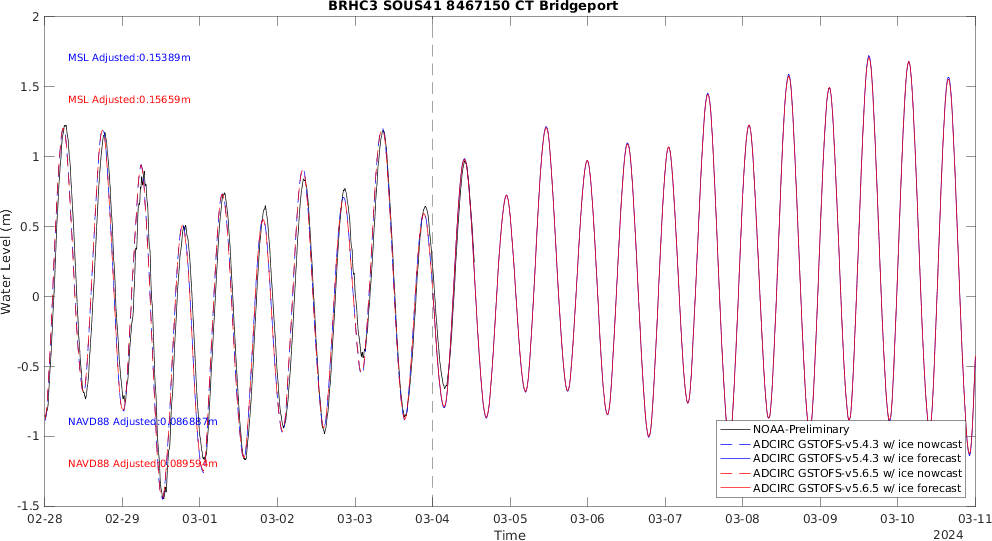 BRHC3 SOUS41 8467150 CT Bridgeport
2
1.5
1
0.5
0
-0.5
-1
-1.5
Water Level (m)
MSL Adjusted:0.15389m
MSL Adjusted:0.15659m
NAVD88 Adjusted:0.086887m
NAVD88 Adjusted:0.089594m
NOAA-Preliminary
ADCIRC GSTOFS-v5.4.3 w/ ice nowcast
ADCIRC GSTOFS-v5.4.3 w/ ice forecast
ADCIRC GSTOFS-v5.6.5 w/ ice nowcast
ADCIRC GSTOFS-v5.6.5 w/ ice forecast
02-28 02-29 03-01 03-02 03-03 03-04 03-05 03-06 03-07 03-08 03-09 03-10 03-11
Time
2024